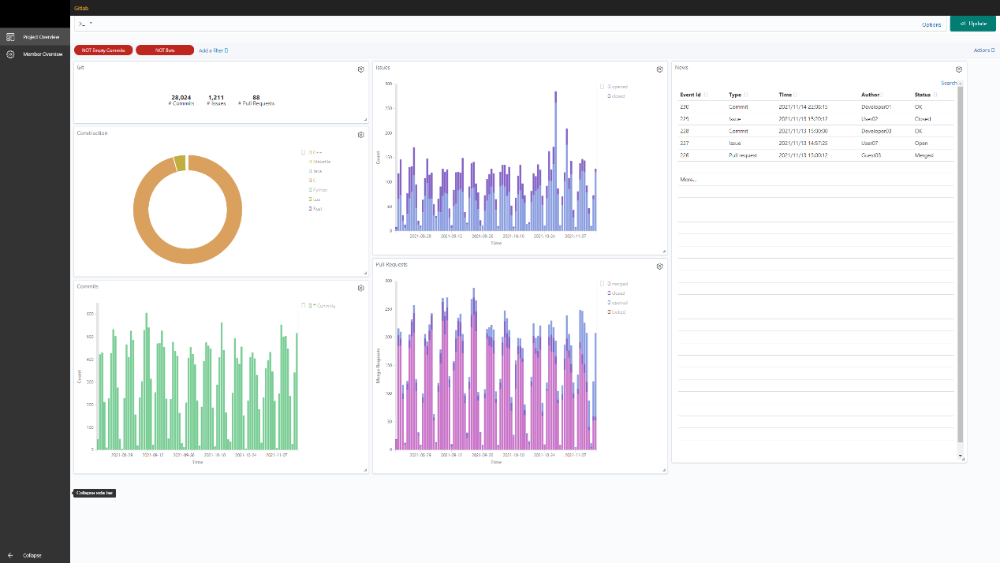 Gitlab
>_
Options
Update
Project Overview
Member Overview
NOT Empty Commits
NOT Bots
Add a filter
Actions
Git
28,024
# Commits
1,211
# Issues
88
# Pull Requests
Construction
C++
Makefile
Java
C
Python
Lua
Rust
Commits
# Commits
600
500
400
300
200
100
0
Count
2021-08-29 2021-09-12 2021-09-26 2021-10-10 2021-10-24 2021-11-07
Time
Issues
opened
closed
300
250
200
150
100
50
0
Count
2021-08-29 2021-09-12 2021-09-26 2021-10-10 2021-10-24 2021-11-07
Time
Pull Requests
merged
closed
opened
locked
300
250
200
150
100
50
0
Merge Requests
2021-08-29 2021-09-12 2021-09-26 2021-10-10 2021-10-24 2021-11-07
Time
News
Search
Event Id Type Time Author Status
230 Commit 2021/11/14 22:08:15 Developer01 OK
229 Issue 2021/11/13 15:20:12 User02 Closed
228 Commit 2021/11/13 15:00:00 Developer03 OK
227 Issue 2021/11/13 14:57:25 User07 Open
226 Pull request 2021/11/13 13:00:12 Guest03 Merged
More...
Collapse side bar
Collapse